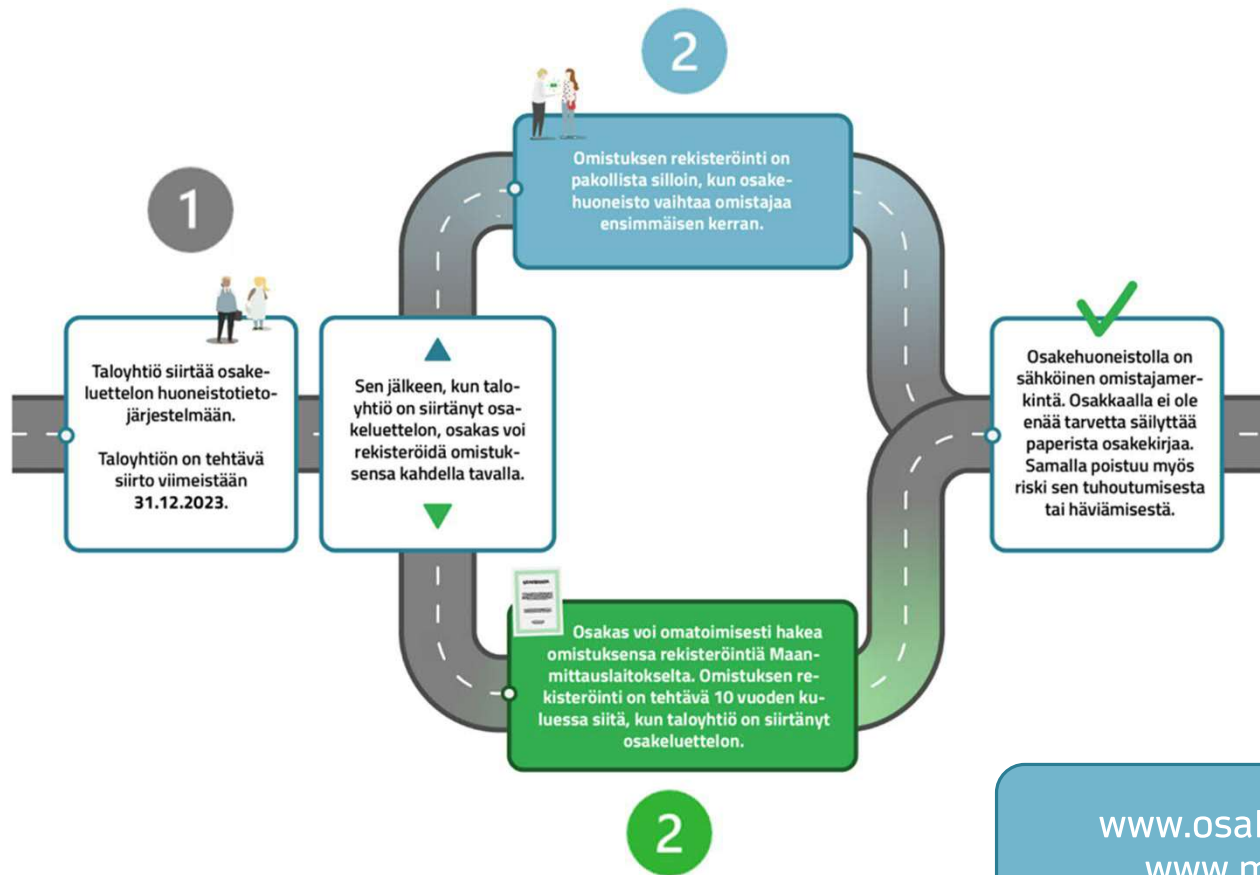 1
Taloyhtiö siirtää osake-
luettelon huoneistotieto-
järjestelmään.
Taloyhtiön on tehtävä
siirto viimeistään
31.12.2023.
Sen jälkeen, kun talo-
yhtiö on siirtänyt osa-
keluettelon, osakas voi
rekisteröidä omistuk-
sensa kahdella tavalla.
2
Omistuksen rekisteröinti on
pakollista silloin, kun osake-
huoneisto vaihtaa omistajaa
ensimmäisen kerran.
Osakas voi omatoimisesti hakea
omistuksensa rekisteröintiä Maan-
mittauslaitokselta. Omistuksen re-
kisteröinti on tehtävä 10 vuoden ku-
luessa siitä, kun taloyhtiö on siirtänyt
osakeluettelon.
2
Osakehuoneistolla on
sähköinen omistajamer-
kintä. Osakkaalla ei ole
enää tarvetta säilyttää
paperista osakekirjaa.
Samalla poistuu myös
riski sen tuhoutumisesta
tai häviämisestä.
www.osal
www.m